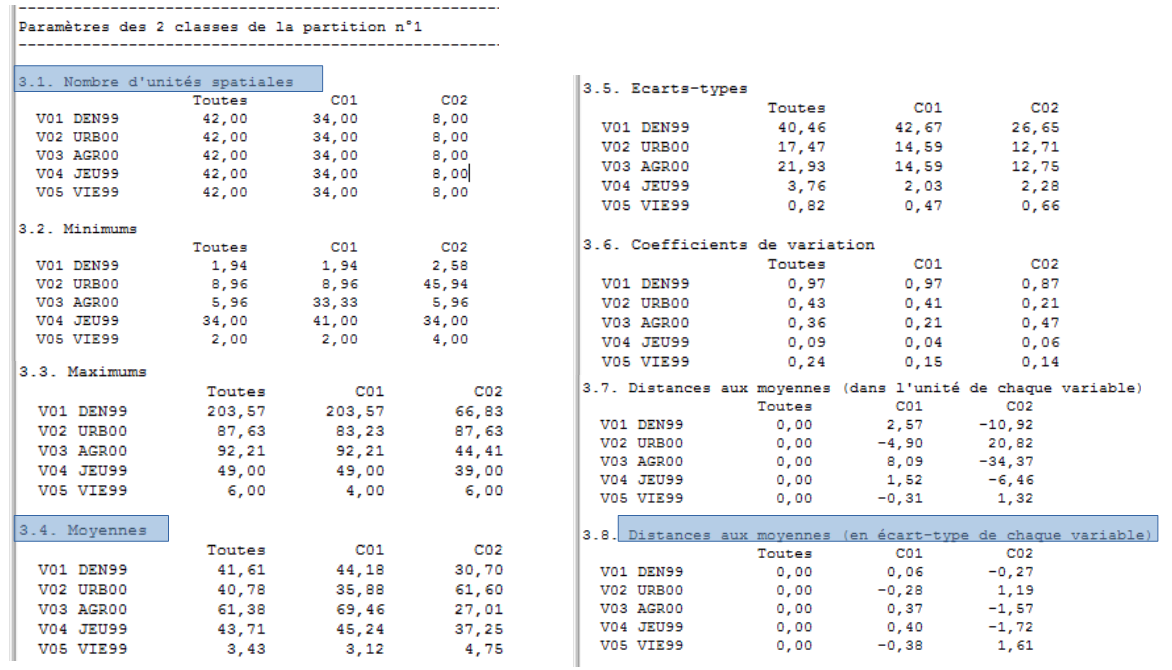 Paramètres des 2 classes de la partition n°1
3.1. Nombre d'unités spatiales
Toutes C01 C02
V01 DEN99 42,00 34,00 8,00
V02 URB00 42,00 34,00 8,00
V03 AGR00 42,00 34,00 8,00
V04 JEU99 42,00 34,00 8,00
V05 VIE99 42,00 34,00 8,00
3.2. Minimums
Toutes C01 C02
V01 DEN99 1,94 1,94 2,58
V02 URB00 8,96 8,96 45,94
V03 AGR00 5,96 33,33 5,96
V04 JEU99 34,00 41,00 34,00
V05 VIE99 2,00 2,00 4,00
3.3. Maximums
Toutes C01 C02
V01 DEN99 203,57 203,57 66,83
V02 URB00 87,63 83,23 87,63
V03 AGR00 92,21 92,21 44,41
V04 JEU99 49,00 49,00 39,00
V05 VIE99 6,00 4,00 6,00
3.4. Moyennes
Toutes C01 C02
V01 DEN99 41,61 44,18 30,70
V02 URB00 40,78 35,88 61,60
V03 AGR00 61,38 69,46 27,01
V04 JEU99 43,71 45,24 37,25
V05 VIE99 3,43 3,12 4,75
3.5. Ecarts-types
Toutes C01 C02
V01 DEN99 40,46 42,67 26,65
V02 URB00 17,47 14,59 12,71
V03 AGR00 21,93 14,59 12,75
V04 JEU99 3,76 2,03 2,28
V05 VIE99 0,82 0,47 0,66
3.6. Coefficients de variation
Toutes C01 C02
V01 DEN99 0,97 0,97 0,87
V02 URB00 0,43 0,41 0,21
V03 AGR00 0,36 0,21 0,47
V04 JEU99 0,09 0,04 0,06
V05 VIE99 0,24 0,15 0,14
3.7. Distances aux moyennes (dans l'unité de chaque variable)
Toutes C01 C02
V01 DEN99 0,00 2,57 -10,92
V02 URB00 0,00 -4,90 20,82
V03 AGR00 0,00 8,09 -34,37
V04 JEU99 0,00 1,52 -6,46
V05 VIE99 0,00 -0,31 1,32
3.8. Distances aux moyennes (en écart-type de chaque variable)
Toutes C01 C02
V01 DEN99 0,00 0,06 -0,27
V02 URB00 0,00 -0,28 1,19
V03 AGR00 0,00 0,37 -1,57
V04 JEU99 0,00 0,40 -1,72
V05 VIE99 0,00 -0,38 1,61